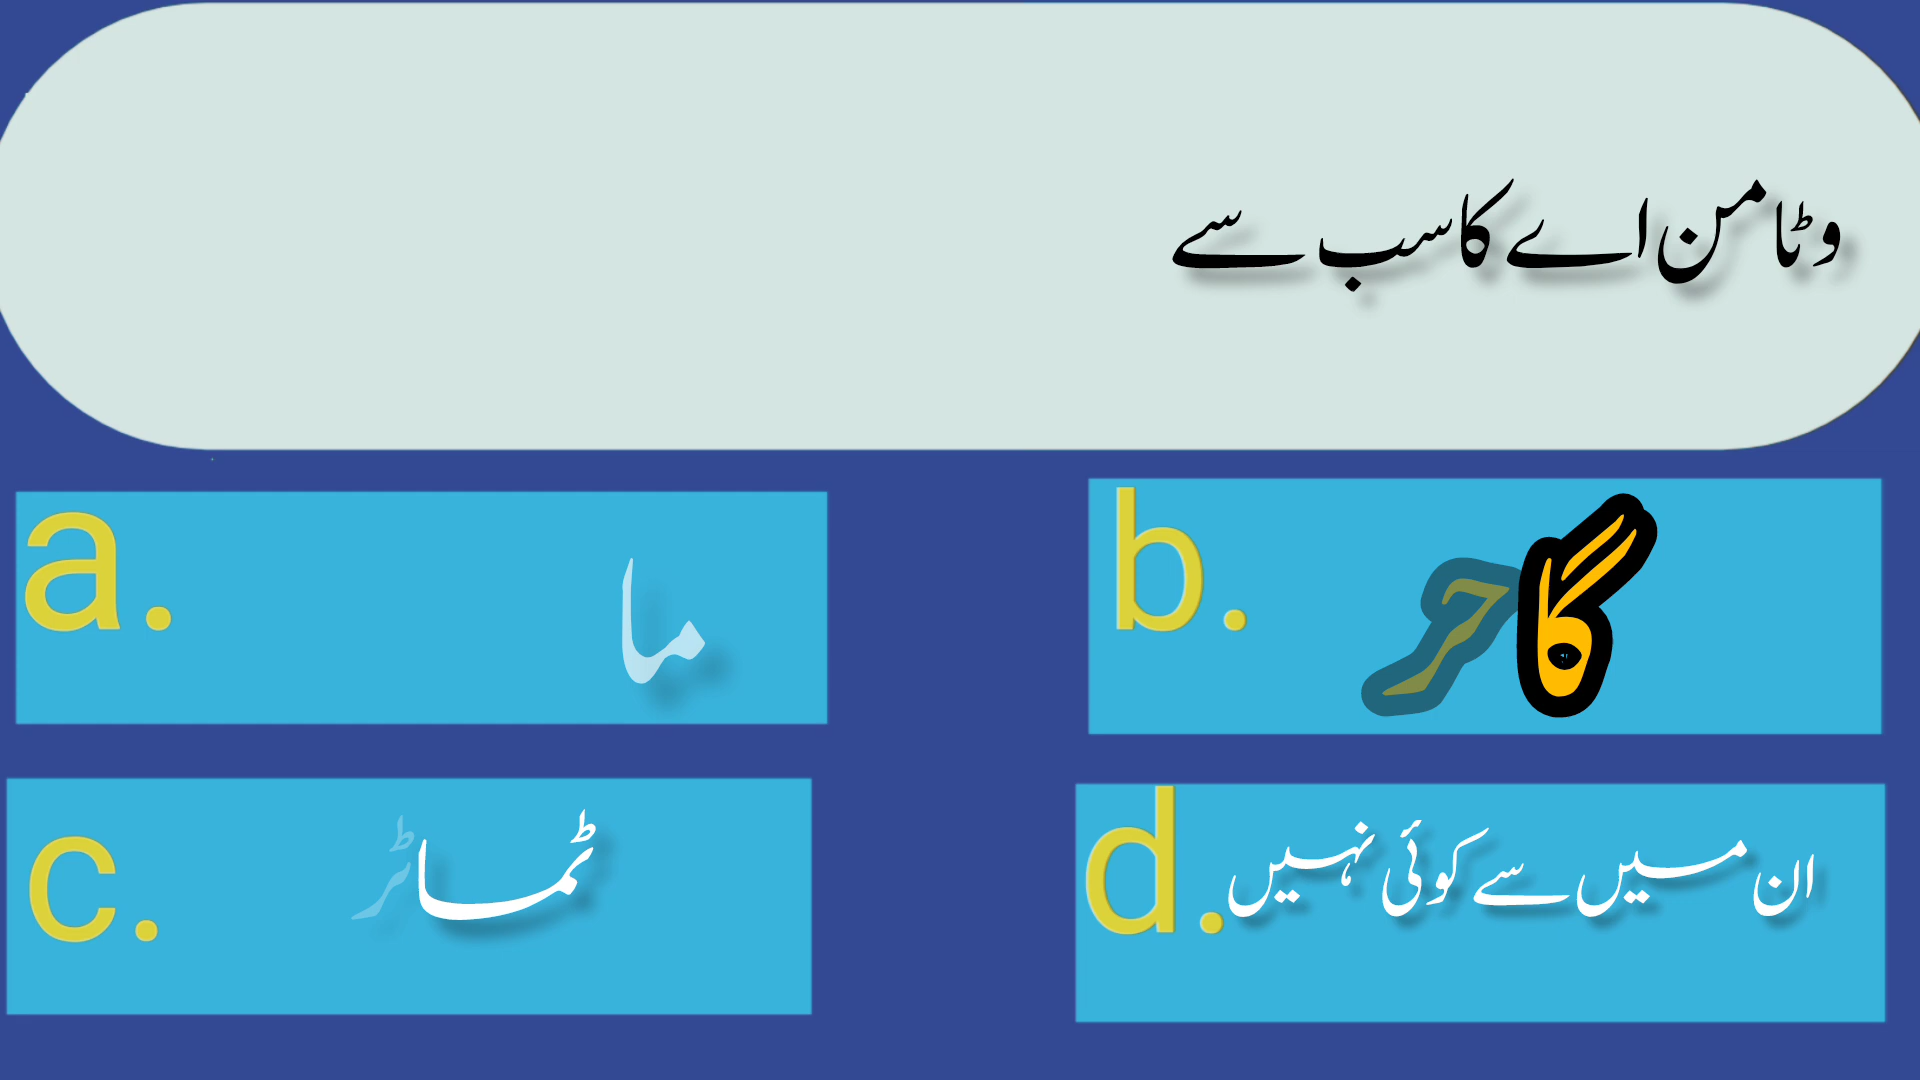 وٹامن اے کا سب سے
a. ما
b. گاجر
c. ٹماٹر
d. ان میں سے کوئی نہیں